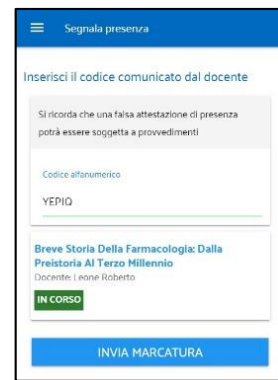 Segnala presenza
Inserisci il codice comunicato dal docente
Si ricorda che una falsa attestazione di presenza
potrà essere soggetta a provvedimenti
Codice alfanumerico
YEPIQ
Breve Storia Della Farmacologia: Dalla
Preistoria Al Terzo Millennio
Docente: Leone Roberto
IN CORSO
INVIA MARCATURA